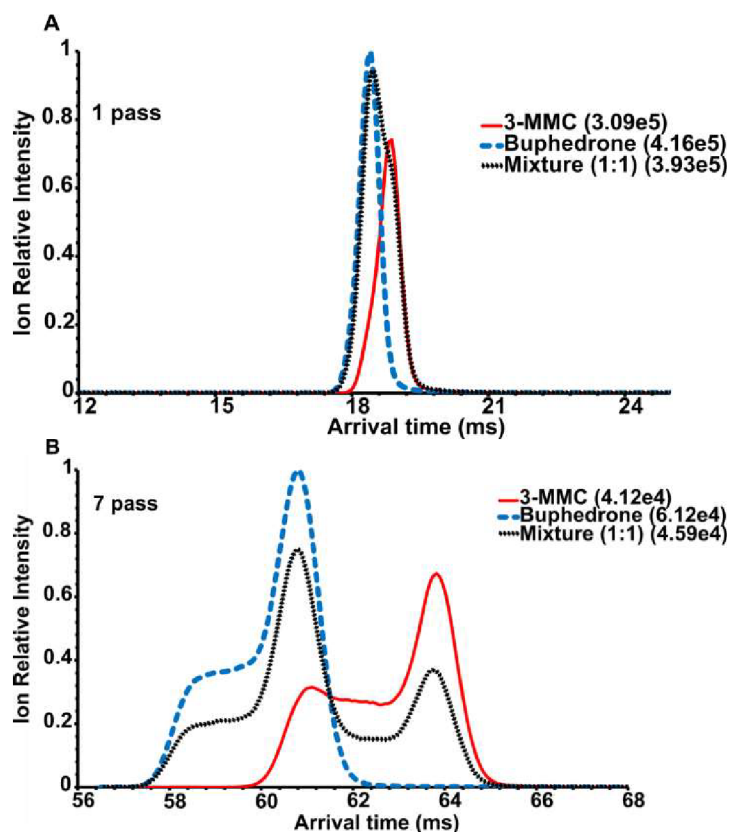 A
1
1 pass
3-MMC (3.09e5)
Buphedrone (4.16e5)
Mixture (1:1) (3.93e5)
0.8
0.6
0.4
0.2
0
Ion Relative Intensity
12 15 18 21 24
Arrival time (ms)
B
1
7 pass
3-MMC (4.12e4)
Buphedrone (6.12e4)
Mixture (1:1) (4.59e4)
0.8
0.6
0.4
0.2
0
Ion Relative Intensity
56 58 60 62 64 66 68
Arrival time (ms)